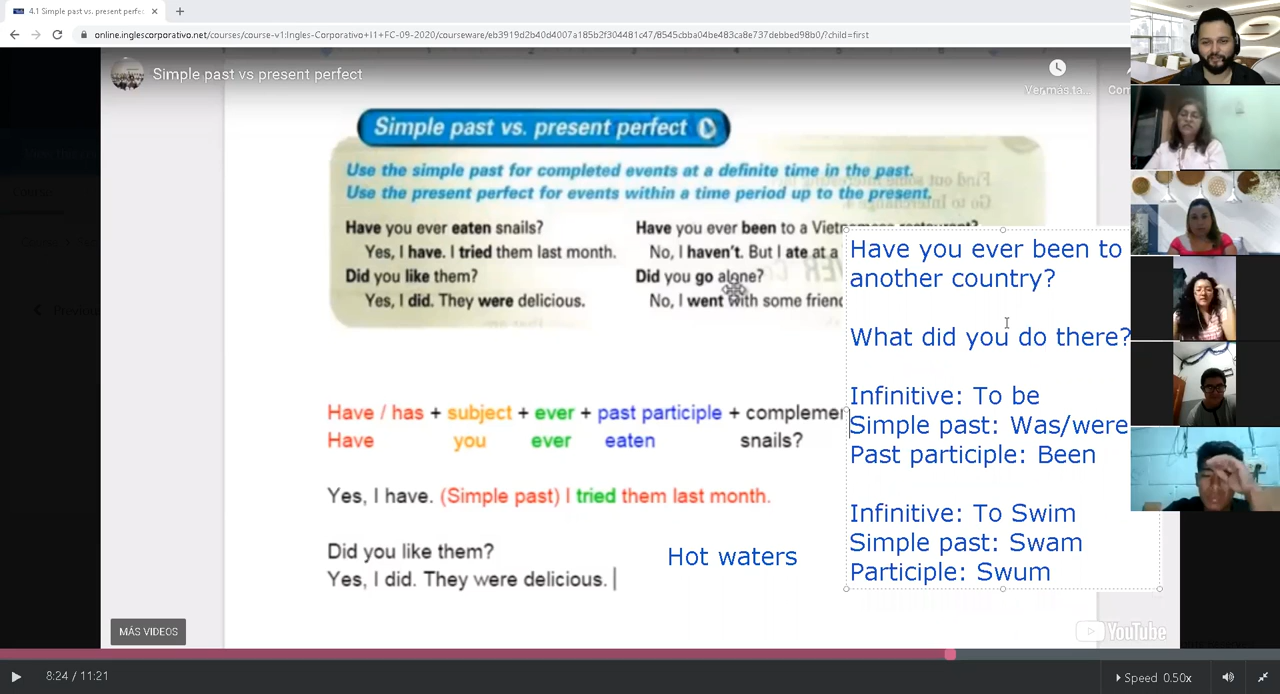 4.1 Simple past vs. present perfe
online.inglescorporativo.net/courses/course-v1:Ingles-Corporativo+I1+FC-09-2020/
Simple past vs present perfect
Ver más ta...
Com
Simple past vs. present perfect
Use the simple past for completed events at a definite time in the past.
Use the present perfect for events within a time period up to the present.
Have you ever eaten snails?
Yes, I have. I tried them last month.
Did you like them?
Yes, I did. They were delicious.
Have you ever been to a Vietnamese restaurant?
No, I haven't. But I ate at a
Did you go alone?
No, I went with some friend
Have / has + subject + ever + past participle + complemen
Have you ever eaten snails?
Yes, I have. (Simple past) I tried them last month.
Did you like them?
Yes, I did. They were delicious.
Hot waters
Have you ever been to
another country?
What did you do there?
Infinitive: To be
Simple past: Was/were
Past participle: Been
Infinitive: To Swim
Simple past: Swam
Participle: Swum
Previous
MÁS VIDEOS
YouTube
8:24 / 11:21
Speed 0.50x